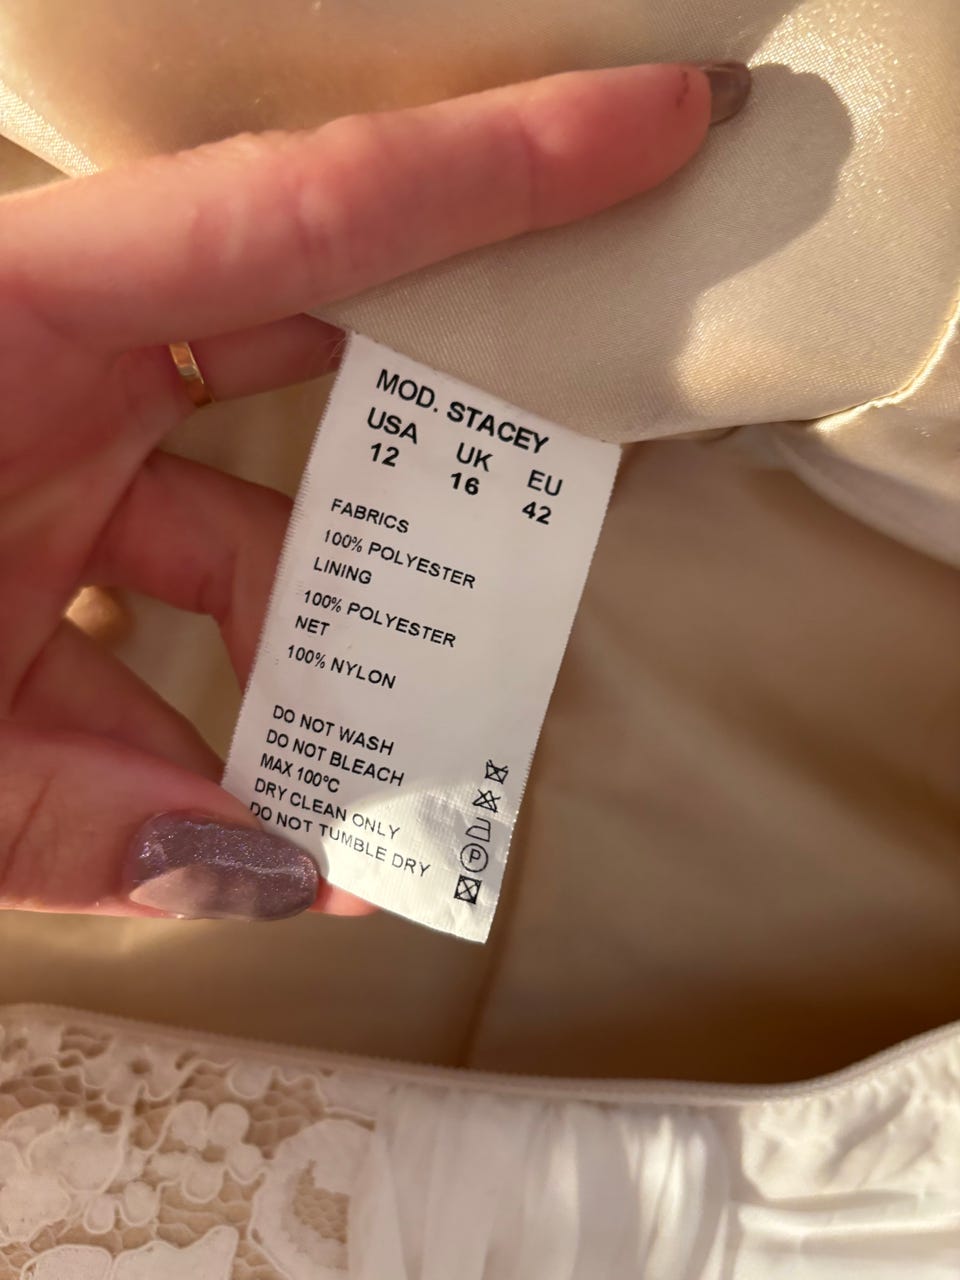 MOD. STACEY
USA UK EU
12 16 42
FABRICS
100% POLYESTER
LINING
100% POLYESTER
NET
100% NYLON
DO NOT WASH
DO NOT BLEACH
MAX 100°C
DRY CLEAN ONLY
P
DO NOT TUMBLE DRY